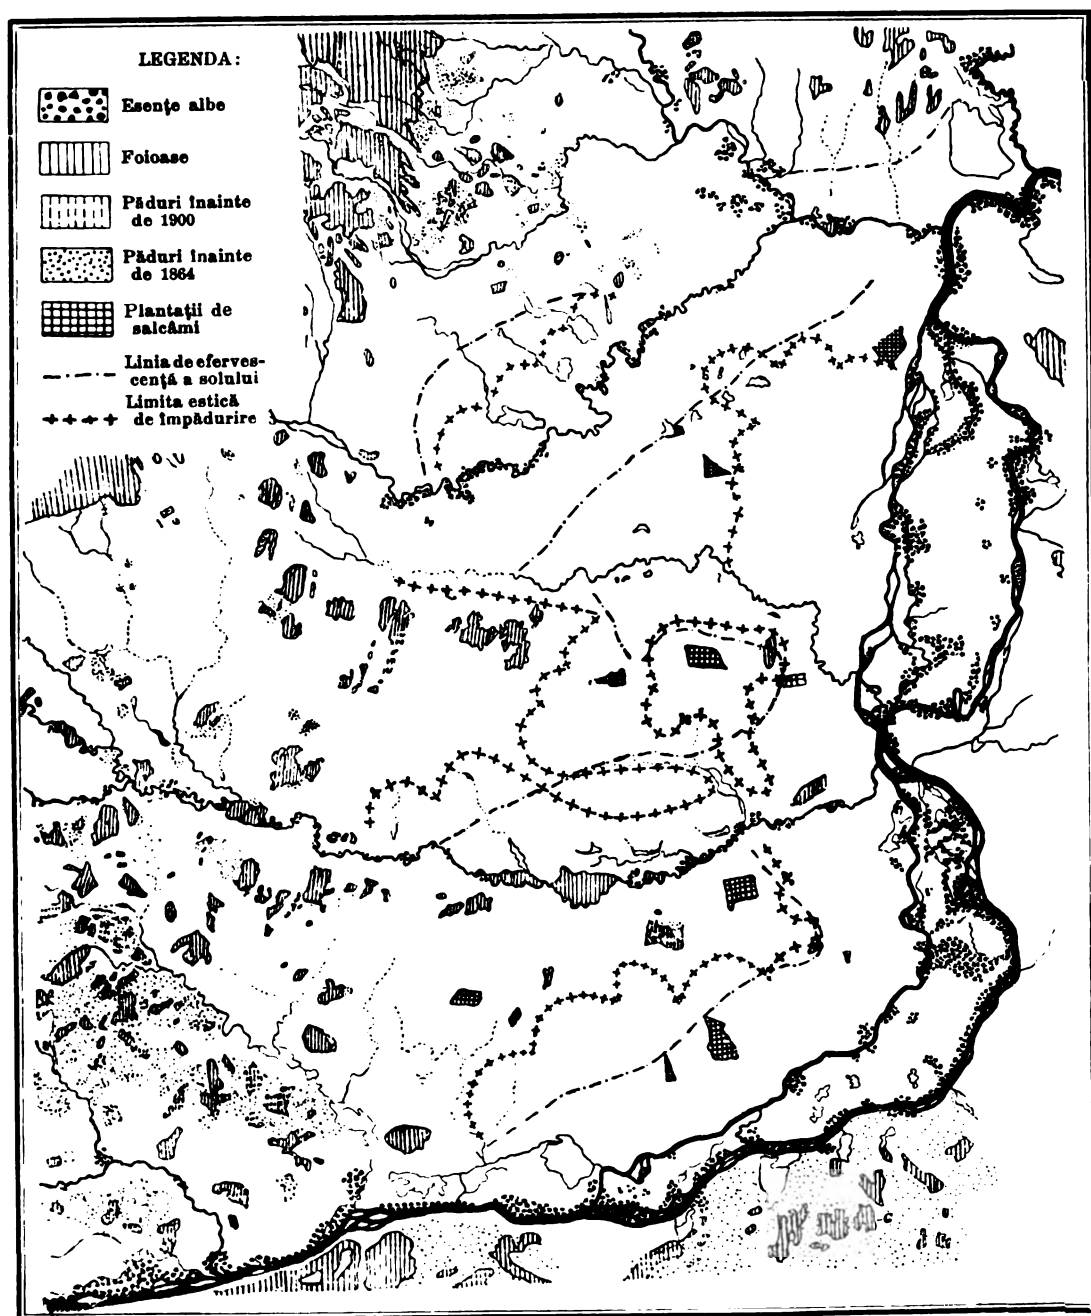 LEGENDA:
Esențe albe
Foioase
Păduri înainte
de 1900
Păduri înainte
de 1864
Plantații de
salcâmi
Linia de eferves-
cență a solului
Limita estică
de împădurire